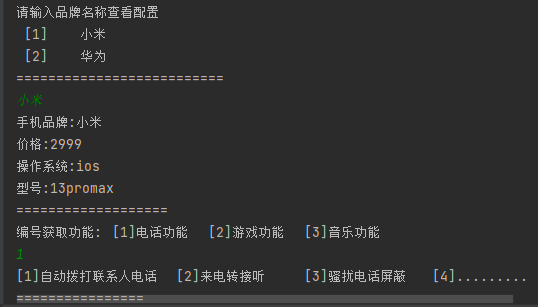 请输入品牌名称查看配置
[1] 小米
[2] 华为
==========================
小米
手机品牌:小米
价格:2999
操作系统:ios
型号:13promax
===================
编号获取功能: [1]电话功能 [2]游戏功能 [3]音乐功能
1
[1]自动拨打联系人电话 [2]来电转接听 [3]骚扰电话屏蔽 [4].........
================